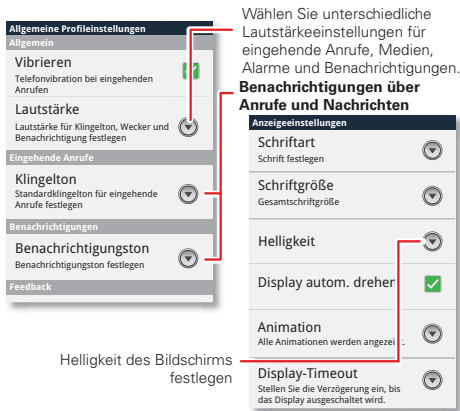 Wählen Sie unterschiedliche
Lautstärkeeinstellungen für
eingehende Anrufe, Medien,
Alarme und Benachrichtigungen.
Benachrichtigungen über
Anrufe und Nachrichten
Allgemeine Profileinstellungen
Allgemein
Vibrieren
Telefonvibration bei eingehenden
Anrufen
Lautstärke
Lautstärke für Klingelton, Wecker und
Benachrichtigung festlegen
Eingehende Anrufe
Klingelton
Standardklingelton für eingehende
Anrufe festlegen
Benachrichtigungen
Benachrichtigungston
Benachrichtigungston festlegen
Feedback
Anzeigeeinstellungen
Schriftart
Schrift festlegen
Schriftgröße
Gesamtschriftgröße
Helligkeit
Display autom. drehen
Animation
Alle Animationen werden angezeigt.
Display-Timeout
Stellen Sie die Verzögerung ein, bis
das Display ausgeschaltet wird.
Helligkeit des Bildschirms
festlegen